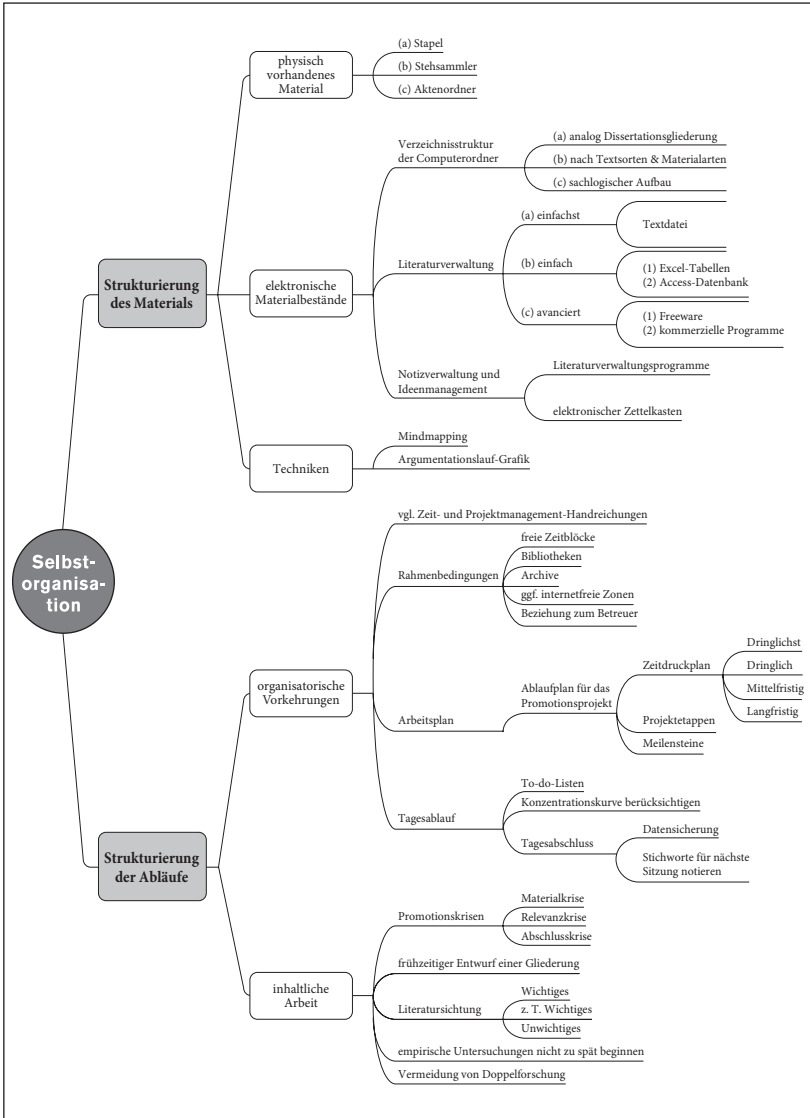 Selbst-
organisa-
tion
Strukturierung
des Materials
physisch
vorhandenes
Material
(a) Stapel
(b) Stehsammler
(c) Aktenordner
elektronische
Materialbestände
Verzeichnisstruktur
der Computerordner
(a) analog Dissertationsgliederung
(b) nach Textsorten & Materialarten
(c) sachlogischer Aufbau
Literaturverwaltung
(a) einfachst
Textdatei
(b) einfach
(1) Excel-Tabellen
(2) Access-Datenbank
(c) avanciert
(1) Freeware
(2) kommerzielle Programme
Notizverwaltung und
Ideenmanagement
Literaturverwaltungsprogramme
elektronischer Zettelkasten
Techniken
Mindmapping
Argumentationslauf-Grafik
Strukturierung
der Abläufe
organisatorische
Vorkehrungen
vgl. Zeit- und Projektmanagement-Handreichungen
Rahmenbedingungen
freie Zeitblöcke
Bibliotheken
Archive
ggf. internetfreie Zonen
Beziehung zum Betreuer
Arbeitsplan
Ablaufplan für das
Promotionsprojekt
Zeitdruckplan
Dringlichst
Dringlich
Mittelfristig
Langfristig
Projektetappen
Meilensteine
Tagesablauf
To-do-Listen
Konzentrationskurve berücksichtigen
Tagesabschluss
Datensicherung
Stichworte für nächste
Sitzung notieren
inhaltliche
Arbeit
Promotionskrisen
Materialkrise
Relevanzkrise
Abschlusskrise
frühzeitiger Entwurf einer Gliederung
Literatursichtung
Wichtiges
z. T. Wichtiges
Unwichtiges
empirische Untersuchungen nicht zu spät beginnen
Vermeidung von Doppelforschung